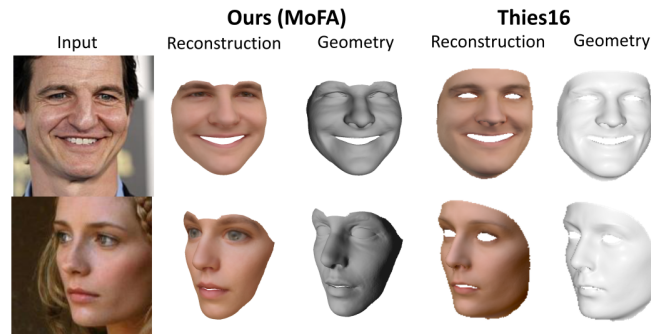 Ours (MoFA) Thies16
Input Reconstruction Geometry Reconstruction Geometry